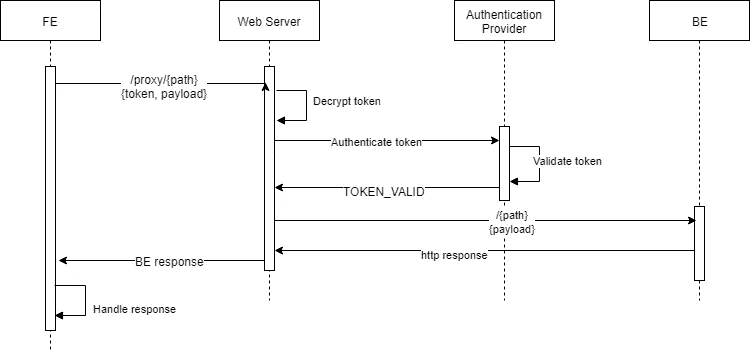 FE
Web Server
Authentication
Provider
BE
/proxy/{path}
{token, payload}
Decrypt token
Authenticate token
Validate token
TOKEN_VALID
/{path}
{payload}
http response
BE response
Handle response